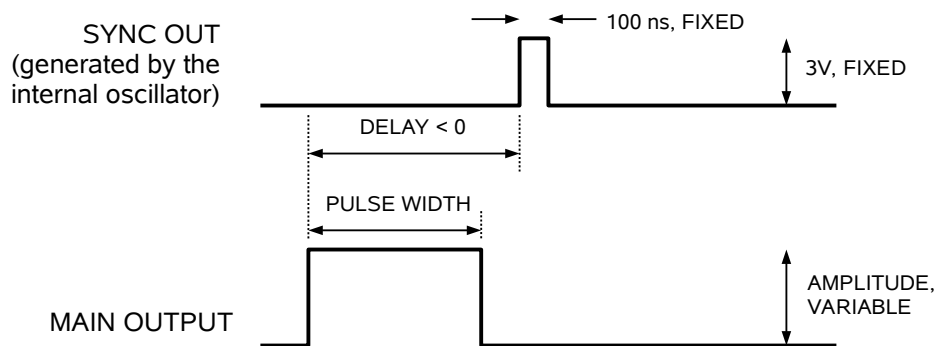 SYNC OUT
(generated by the
internal oscillator)
100 ns, FIXED
3V, FIXED
DELAY < 0
PULSE WIDTH
AMPLITUDE,
VARIABLE
MAIN OUTPUT